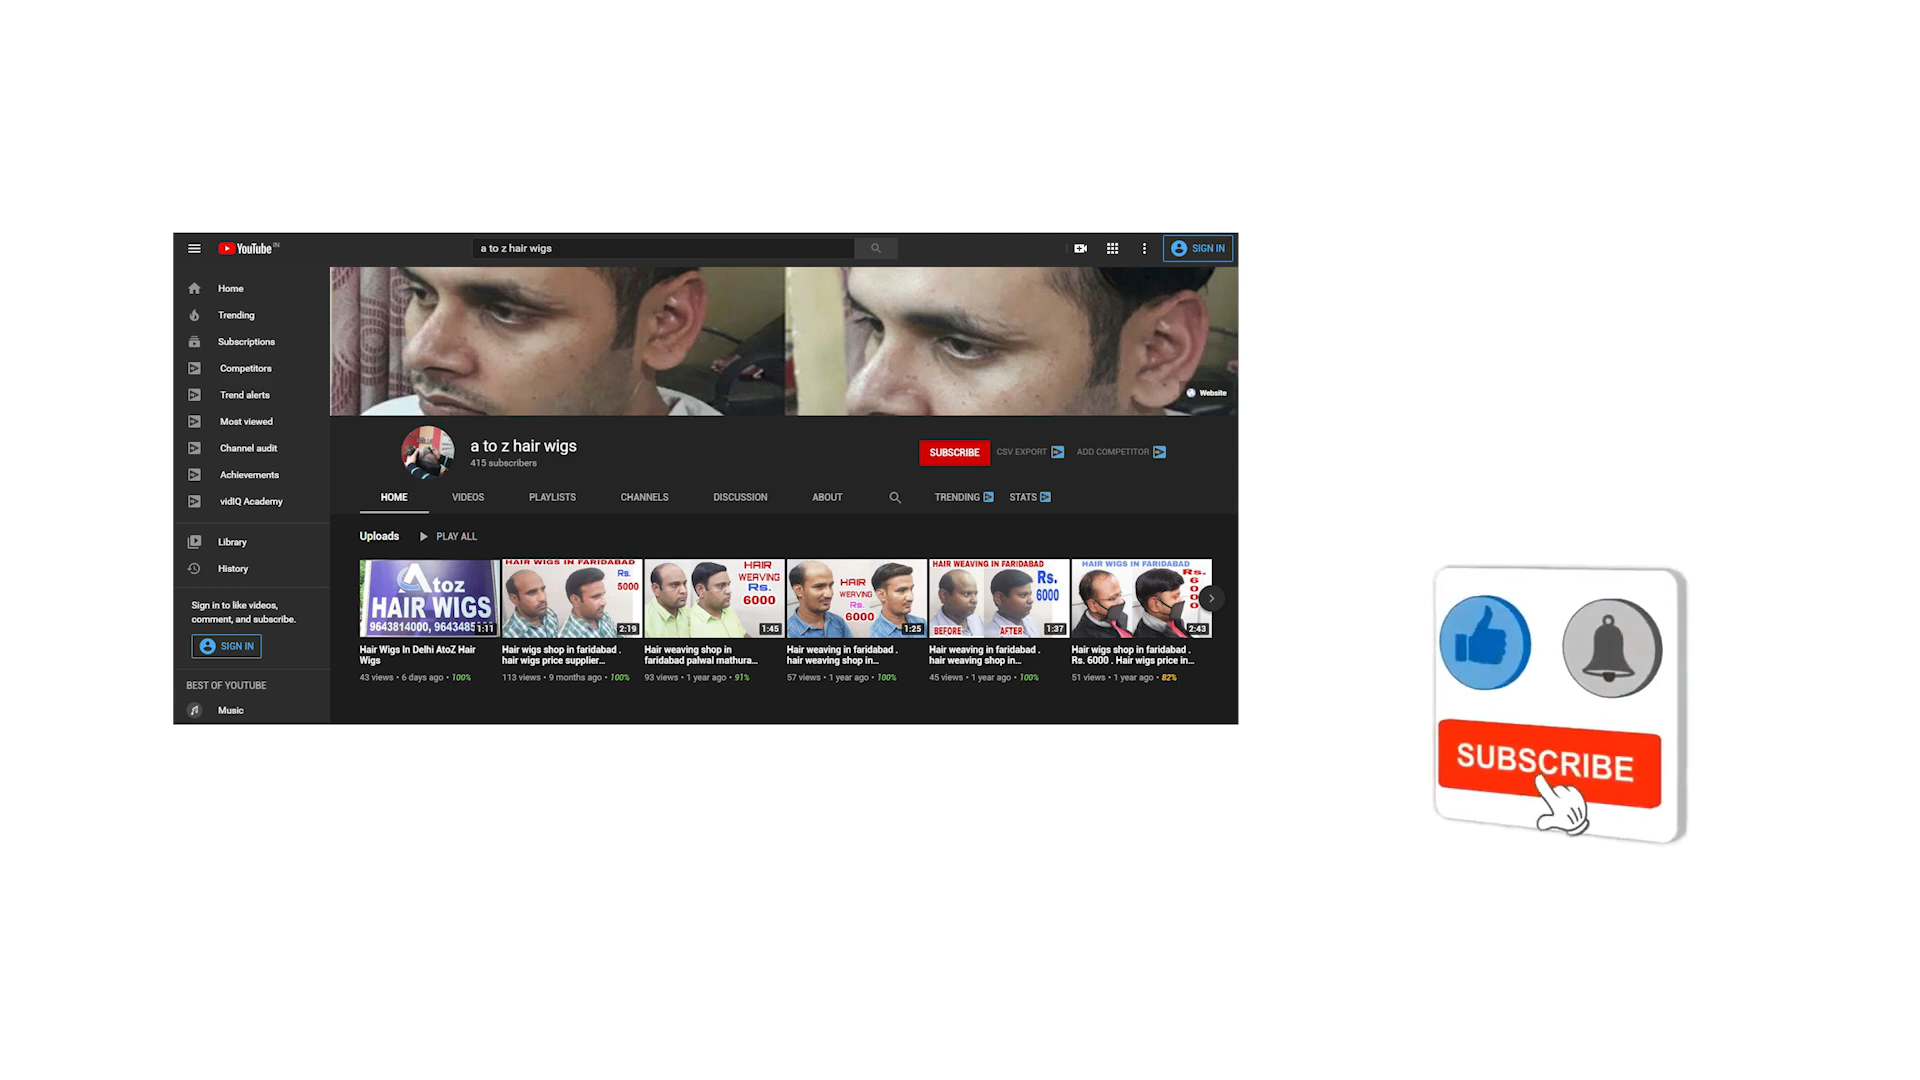 YouTube IN
a to z hair wigs
SIGN IN
Home
Trending
Subscriptions
Competitors
Trend alerts
Most viewed
Channel audit
Achievements
vidIQ Academy
Library
History
Sign in to like videos,
comment, and subscribe.
SIGN IN
BEST OF YOUTUBE
Music
Website
a to z hair wigs
415 subscribers
SUBSCRIBE
CSV EXPORT
ADD COMPETITOR
HOME VIDEOS PLAYLISTS CHANNELS DISCUSSION ABOUT TRENDING STATS
Uploads PLAY ALL
Atoz
HAIR WIGS
9643814000, 9643485
1:11
Hair Wigs In Delhi AtoZ Hair
Wigs
43 views • 6 days ago • 100%
HAIR WIGS IN FARIDABAD
Rs.
5000
2:19
Hair wigs shop in faridabad .
hair wigs price supplier...
113 views • 9 months ago • 100%
HAIR
WERVING
Rs.
6000
1:45
Hair weaving shop in
faridabad palwal mathura...
93 views • 1 year ago • 91%
HAIR
WERVING
Rs.
6000
1:25
Hair weaving in faridabad .
hair weaving shop in...
57 views • 1 year ago • 100%
HAIR WEAVING IN FARIDABAD
Rs.
6000
BEFORE AFTER
1:37
Hair weaving in faridabad .
hair weaving shop in...
45 views • 1 year ago • 100%
HAIR WIGS IN FARIDABAD
Rs.
6
0
0
0
2:43
Hair wigs shop in faridabad .
Rs. 6000 . Hair wigs price in...
51 views • 1 year ago • 82%
SUBSCRIBE